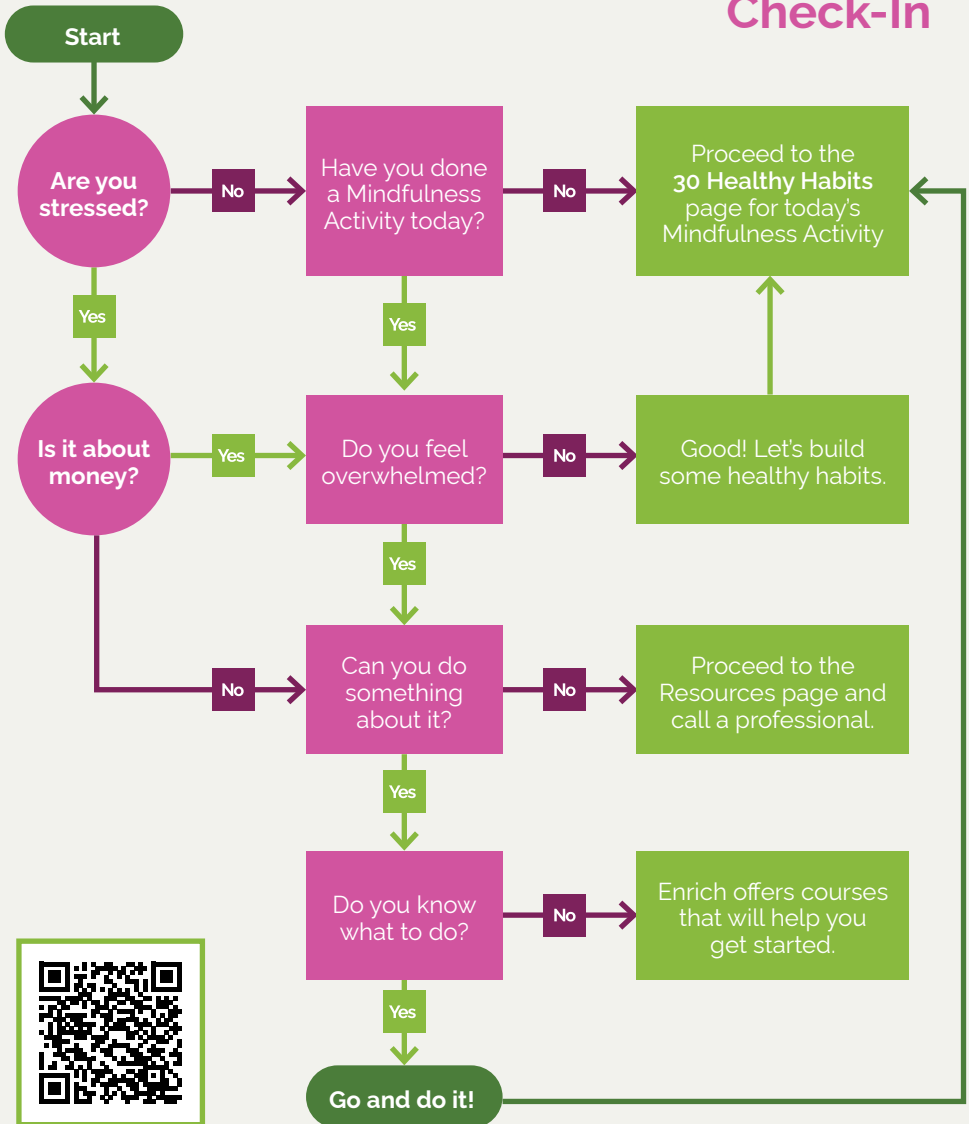 Check-In
Start
Are you
stressed?
No
Have you done
a Mindfulness
Activity today?
No
Proceed to the
30 Healthy Habits
page for today's
Mindfulness Activity
Yes
Yes
Is it about
money?
Yes
Do you feel
overwhelmed?
No
Good! Let's build
some healthy habits.
Yes
No
Can you do
something
about it?
No
Proceed to the
Resources page and
call a professional.
Yes
Do you know
what to do?
No
Enrich offers courses
that will help you
get started.
Yes
Go and do it!